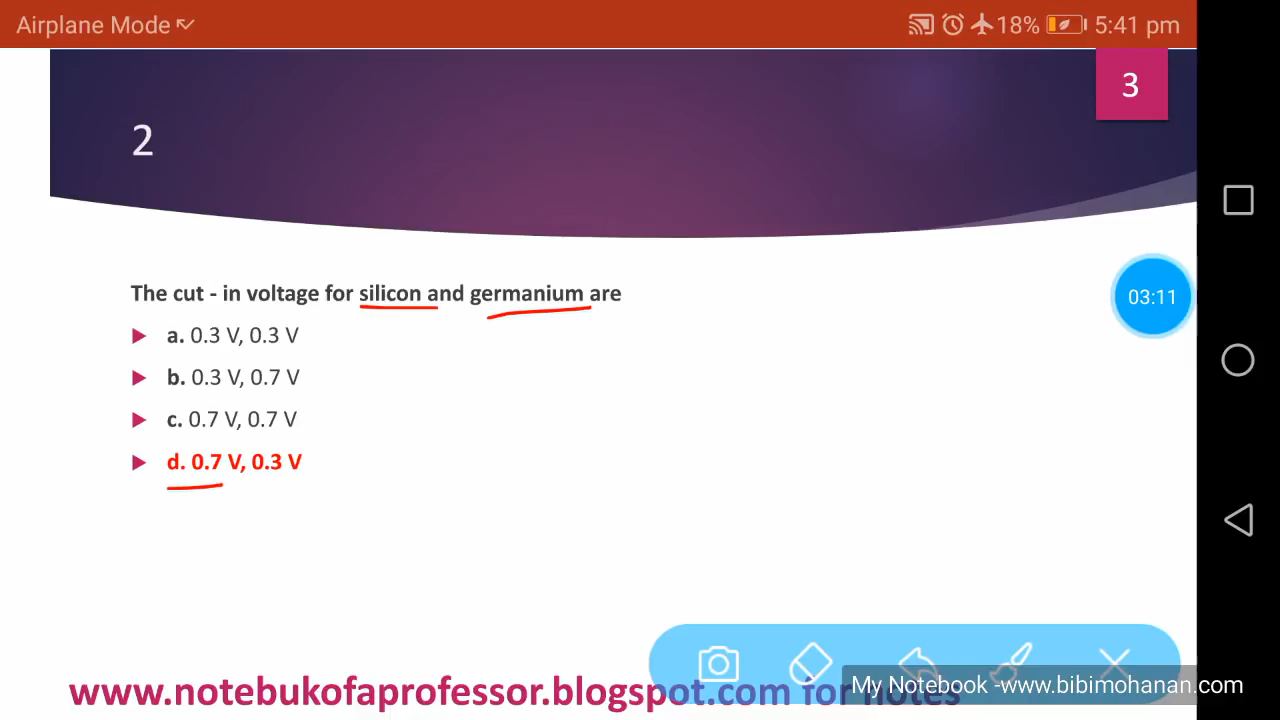 Airplane Mode
18% 5:41 pm
3
2
The cut - in voltage for silicon and germanium are
03:11
a. 0.3 V, 0.3 V
b. 0.3 V, 0.7 V
c. 0.7 V, 0.7 V
d. 0.7 V, 0.3 V
www.notebukofaprofessor.blogspot.com for notes
My Notebook -www.bibimohanan.com